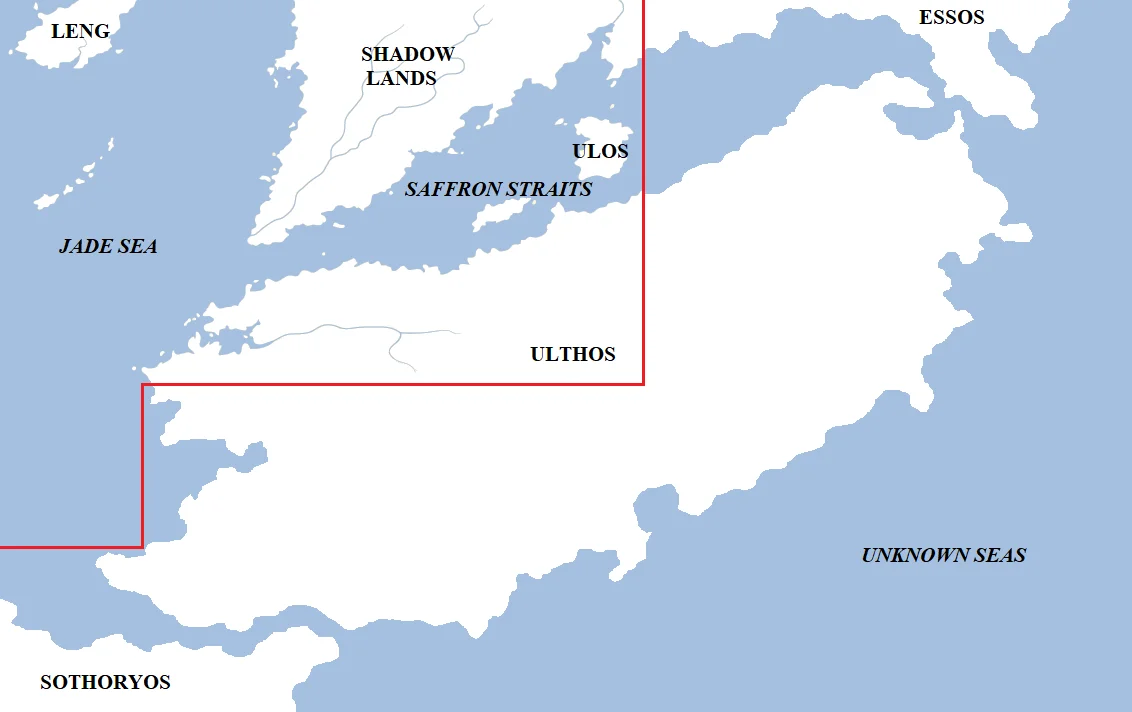 ESSOS
LENG
SHADOW
LANDS
ULOS
SAFFRON STRAITS
JADE SEA
ULTHOS
UNKNOWN SEAS
SOTHORYOS